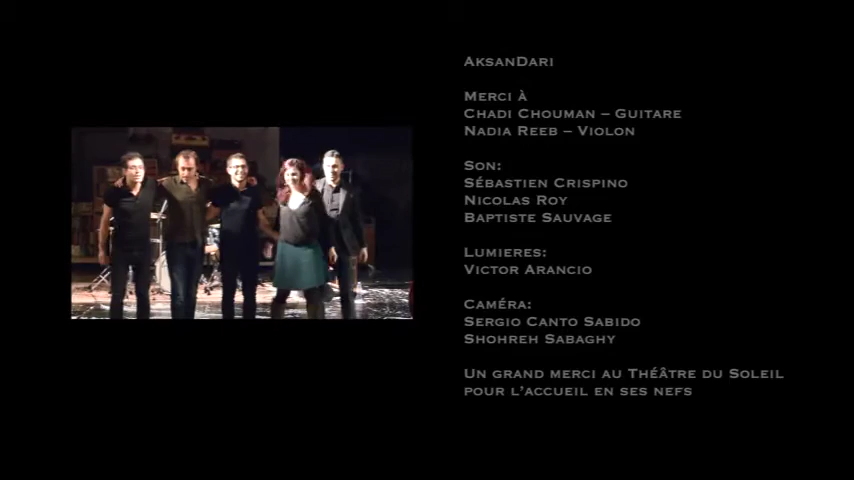 AksanDari
Merci à
Chadi Chouman – Guitare
Nadia Reeb – Violon
Son:
Sébastien Crispino
Nicolas Roy
Baptiste Sauvage
Lumieres:
Victor Arancio
Caméra:
Sergio Canto Sabido
Shohreh Sabaghy
Un grand merci au Théâtre du Soleil
pour l'accueil en ses nefs